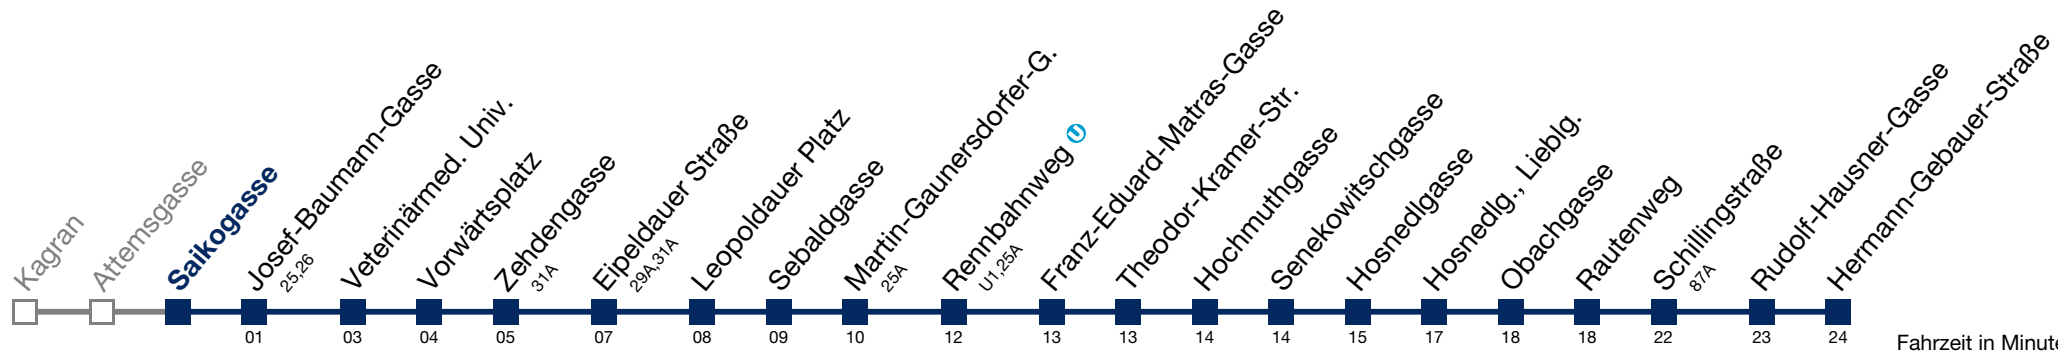 Kagran
Attemsgasse
Saikogasse
Josef-Baumann-Gasse
25,26
Veterinärmed. Univ.
Vorwärtsplatz
Zehdengasse
31A
Eipeldauer Straße
29A,31A
Leopoldauer Platz
Sebaldgasse
Martin-Gaunersdorfer-G.
25A
Rennbahnweg U
U1,25A
Franz-Eduard-Matras-Gasse
Theodor-Kramer-Str.
Hochmuthgasse
Senekowitschgasse
Hosnedlgasse
Hosnedlg., Lieblg.
Obachgasse
Rautenweg
Schillingstraße
87A
Rudolf-Hausner-Gasse
Hermann-Gebauer-Straße
01 03 04 05 07 08 09 10 12 13 13 14 14 15 17 18 18 22 23 24
Fahrzeit in Minute